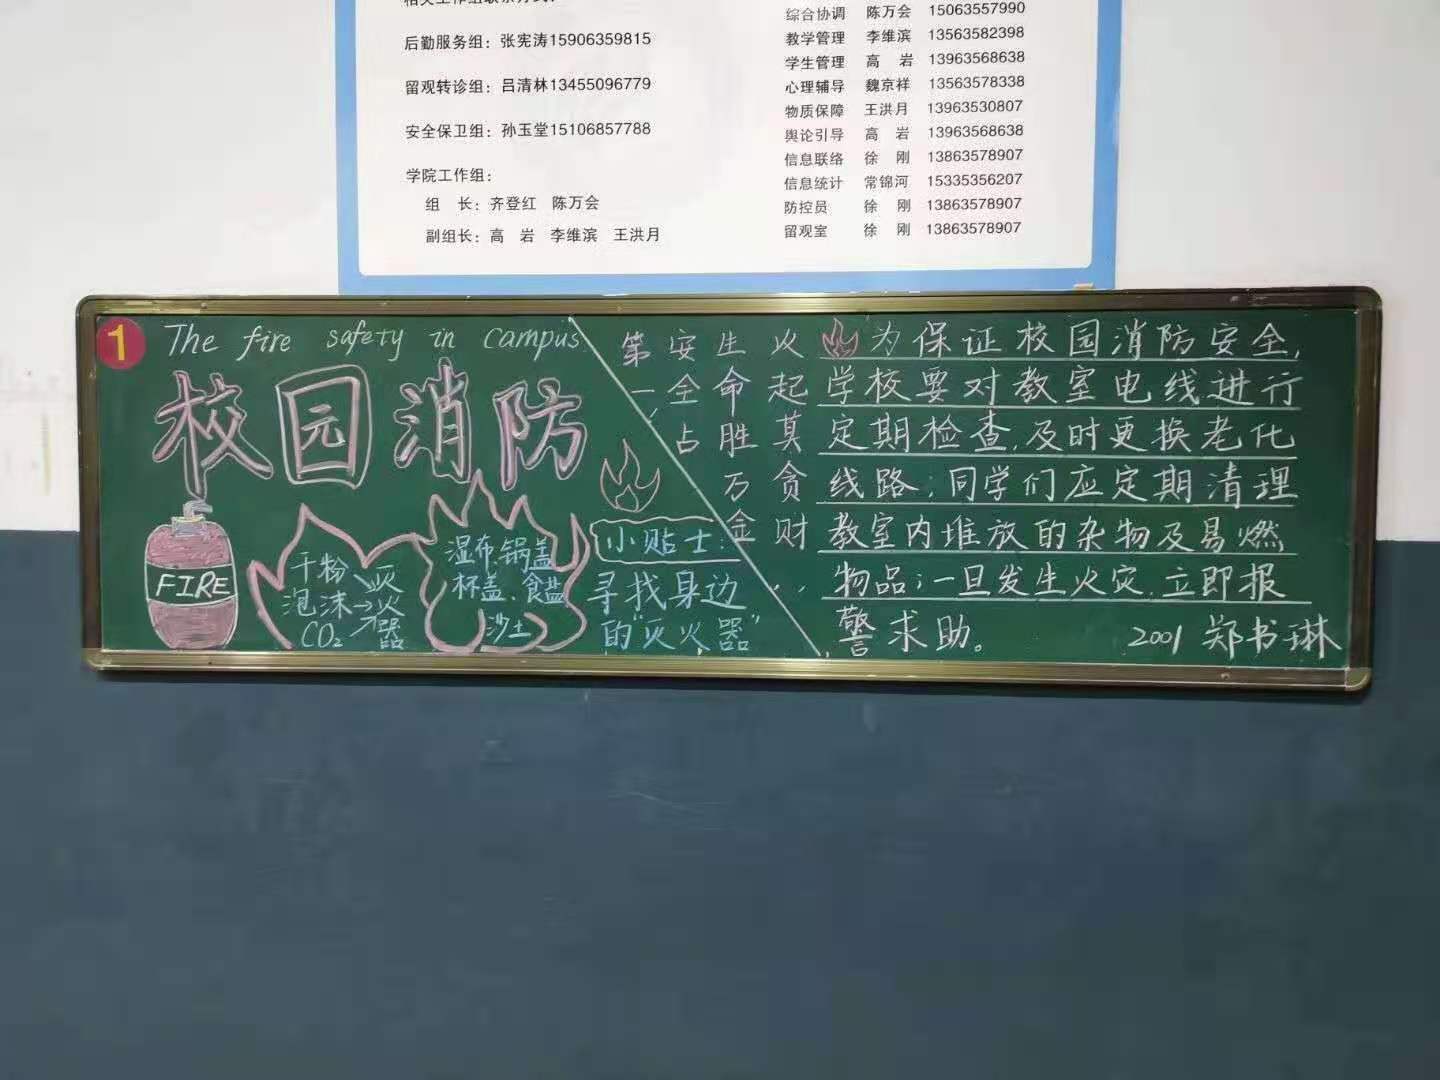 后勤服务组：张宪涛15906359815
留观转诊组：吕清林13455096779
安全保卫组：孙玉堂15106857788
学院工作组：
组 长：齐登红 陈万会
副组长：高 岩 李维滨 王洪月
综合协调 陈万会 15063557990
教学管理 李维滨 13563582398
学生管理 高 岩 13963568638
心理辅导 魏京祥 13563578338
物质保障 王洪月 13963530807
舆论引导 高 岩 13963568638
信息联络 徐 刚 13863578907
信息统计 常锦河 15335356207
防控员 徐 刚 13863578907
留观室 徐 刚 13863578907
1
The fire safety in campus
校园消防
FIRE
干粉
泡沫
CO₂
灭火器
湿布、锅盖
杯盖、食盐
沙土
小贴士：
寻找身边
的“灭火器”
火起莫贪财，
生命胜万金，
安全占
第一，
为保证校园消防安全，
学校要对教室电线进行
定期检查，及时更换老化
线路；同学们应定期清理
教室内堆放的杂物及易燃
物品；一旦发生火灾，立即报
警求助。
2001 郑书琳